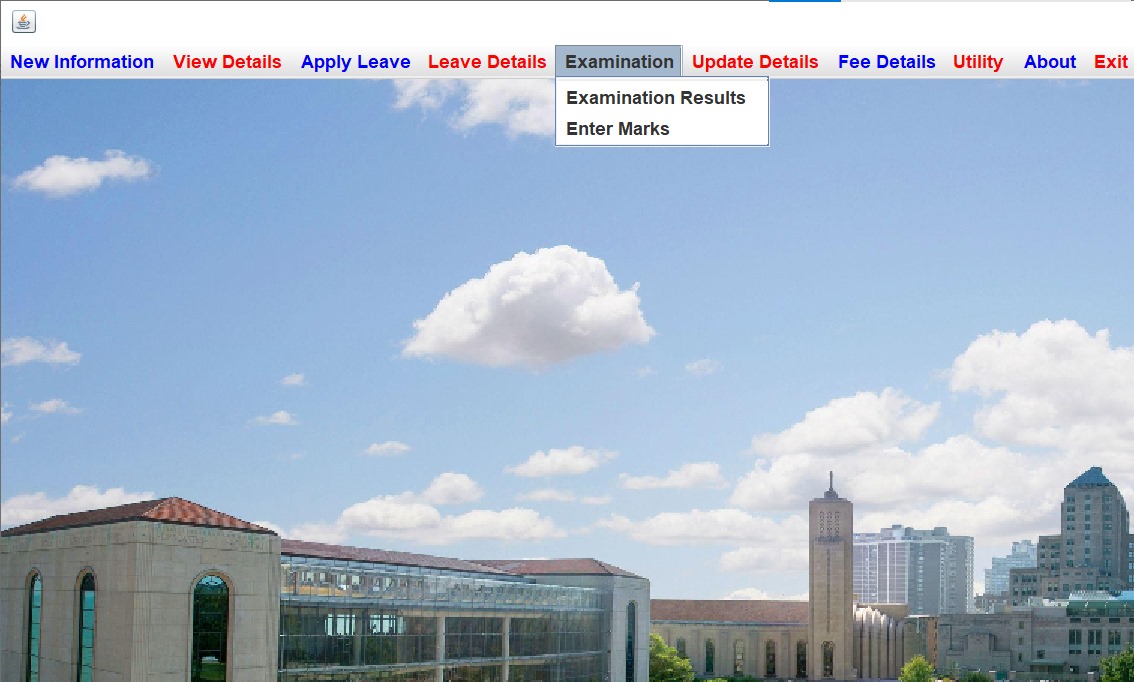 New Information View Details Apply Leave Leave Details Examination Update Details Fee Details Utility About Exit
Examination Results
Enter Marks